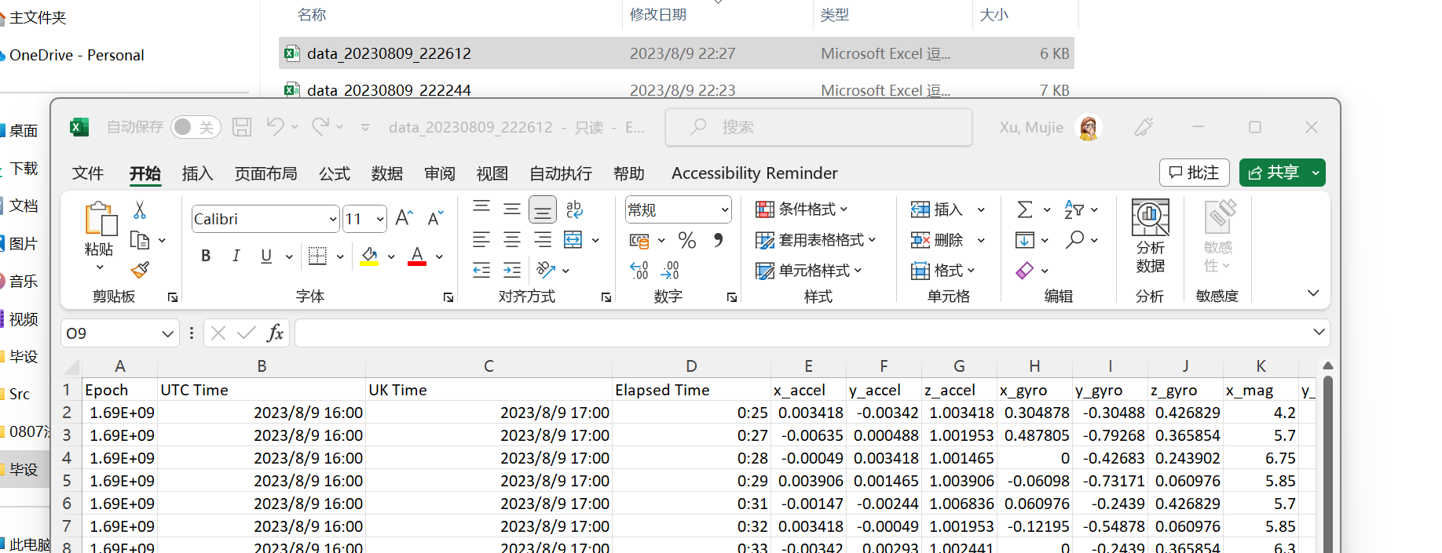 主文件夹
名称 修改日期 类型 大小
data_20230809_222612 2023/8/9 22:27 Microsoft Excel 逗... 6 KB
OneDrive - Personal
data_20230809_222244 2023/8/9 22:23 Microsoft Excel 逗... 7 KB
桌面
下载
文档
图片
音乐
视频
毕设
Src
毕设
此电脑
自动保存 关 data_20230809_222612 - 只读 - E... 搜索 Xu, Mujie
文件 开始 插入 页面布局 公式 数据 审阅 视图 自动执行 帮助 Accessibility Reminder 批注 共享
粘贴
剪贴板
Calibri 11
B I U A
字体
ab
对齐方式
常规
% 9
.00
数字
条件格式
套用表格格式
单元格样式
样式
插入
删除
格式
单元格
编辑
分析
数据
分析
敏感
性
敏感度
O9 fx
A B C D E F G H I J K
1 Epoch UTC Time UK Time Elapsed Time x_accel y_accel z_accel x_gyro y_gyro z_gyro x_mag y_
2 1.69E+09 2023/8/9 16:00 2023/8/9 17:00 0:25 0.003418 -0.00342 1.003418 0.304878 -0.30488 0.426829 4.2
3 1.69E+09 2023/8/9 16:00 2023/8/9 17:00 0:27 -0.00635 0.000488 1.001953 0.487805 -0.79268 0.365854 5.7
4 1.69E+09 2023/8/9 16:00 2023/8/9 17:00 0:28 -0.00049 0.003418 1.001465 0 -0.42683 0.243902 6.75
5 1.69E+09 2023/8/9 16:00 2023/8/9 17:00 0:29 0.003906 0.001465 1.003906 -0.06098 -0.73171 0.060976 5.85
6 1.69E+09 2023/8/9 16:00 2023/8/9 17:00 0:31 -0.00147 -0.00244 1.006836 0.060976 -0.2439 0.426829 5.7
7 1.69E+09 2023/8/9 16:00 2023/8/9 17:00 0:32 0.003418 -0.00049 1.001953 -0.12195 -0.54878 0.060976 5.85
8 1.69E+09 2023/8/9 16:00 2023/8/9 17:00 0:33 -0.00342 0.00293 1.002441 0 -0.2439 0.365854 6.3